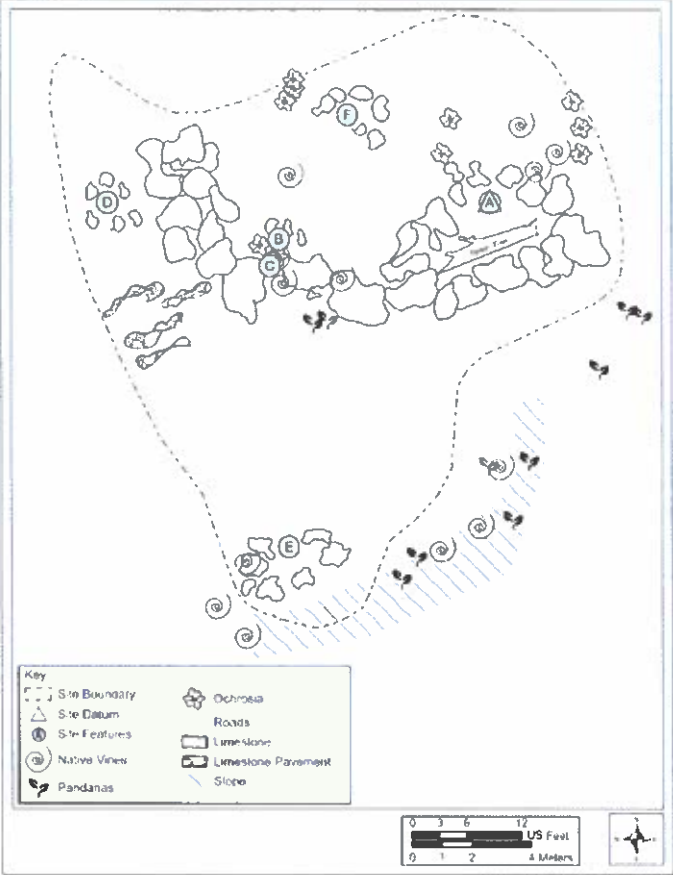 F
A
D
B
C
E
Key
Site Boundary
Site Datum
Site Features
Native Vines
Pandanas
Ochrosia
Roads
Limestone
Limestone Pavement
Slope
0 3 6 12
US Feet
0 1 2 4 Meters